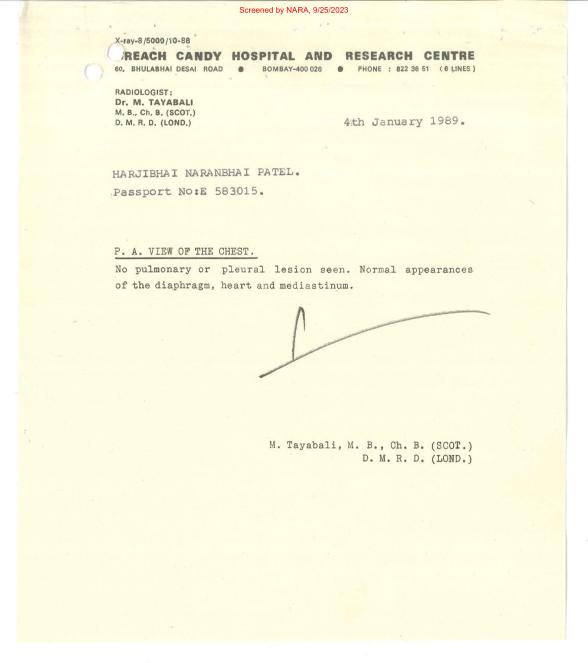 Screened by NARA, 9/25/2023
X-ray-8/5000/10-88
REACH CANDY HOSPITAL AND RESEARCH CENTRE
60, BHULABHAI DESAI ROAD ● BOMBAY-400 026 ● PHONE : 822 36 51 (6 LINES)
RADIOLOGIST:
Dr. M. TAYABALI
M. B., Ch. B. (SCOT.)
D. M. R. D. (LOND.)
4th January 1989.
HARJIBHAI NARANBHAI PATEL.
Passport No:E 583015.
P. A. VIEW OF THE CHEST.
No pulmonary or pleural lesion seen. Normal appearances
of the diaphragm, heart and mediastinum.
M. Tayabali, M. B., Ch. B. (SCOT.)
D. M. R. D. (LOND.)